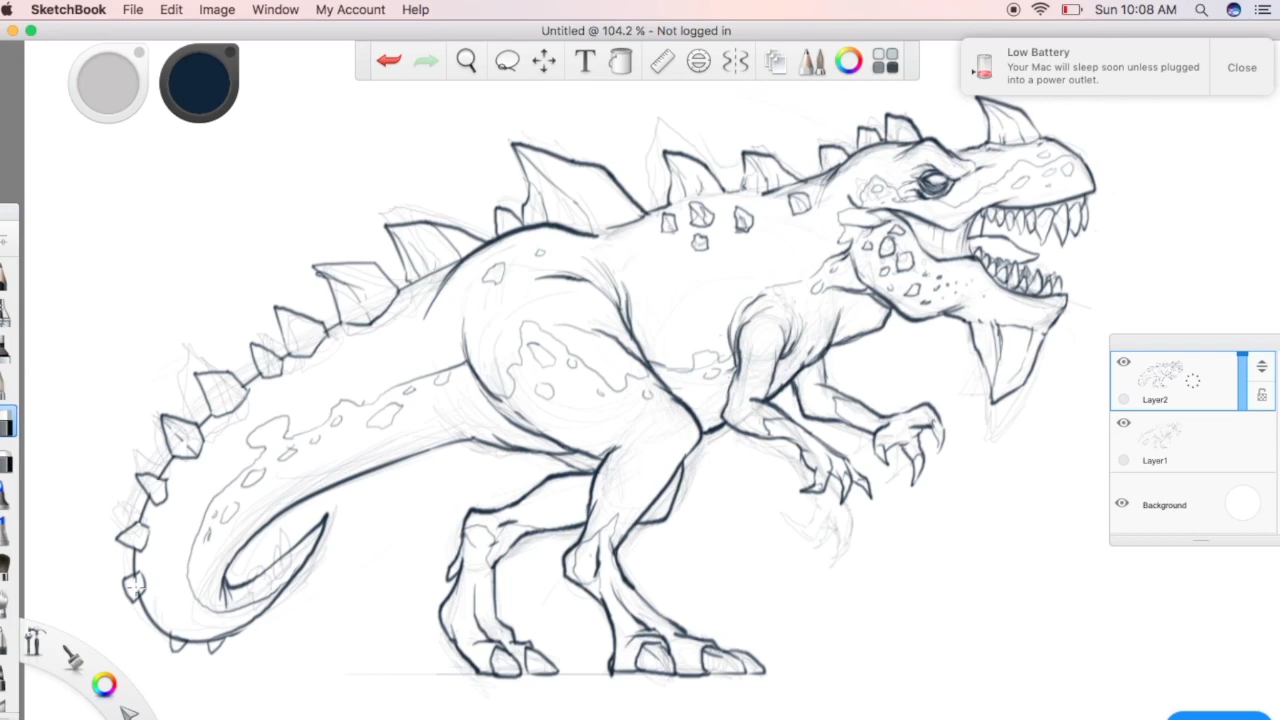 SketchBook File Edit Image Window My Account Help Sun 10:08 AM
Untitled @ 104.2 % - Not logged in
Low Battery
Your Mac will sleep soon unless plugged
into a power outlet.
Close
T
Layer2
Layer1
Background